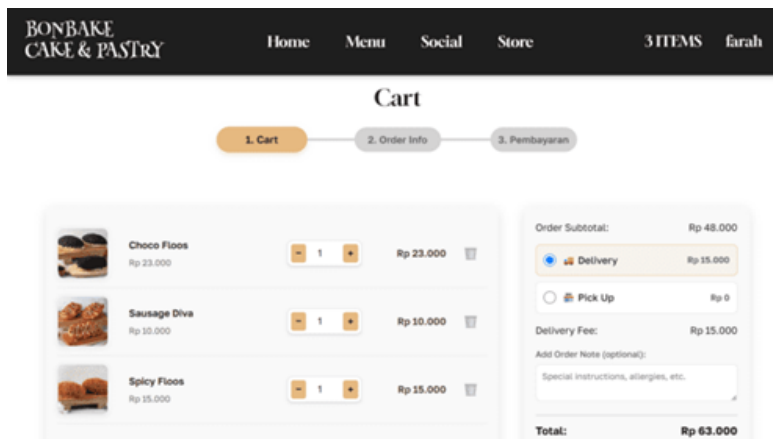 BONBAKE
CAKE & PASTRY
Home Menu Social Store 3 ITEMS farah
Cart
1. Cart 2. Order Info 3. Pembayaran
Choco Floos
Rp 23.000
- 1 +
Rp 23.000
Sausage Diva
Rp 10.000
- 1 +
Rp 10.000
Spicy Floos
Rp 15.000
- 1 +
Rp 15.000
Order Subtotal: Rp 48.000
Delivery Rp 15.000
Pick Up Rp 0
Delivery Fee: Rp 15.000
Add Order Note (optional):
Special instructions, allergies, etc.
Total: Rp 63.000